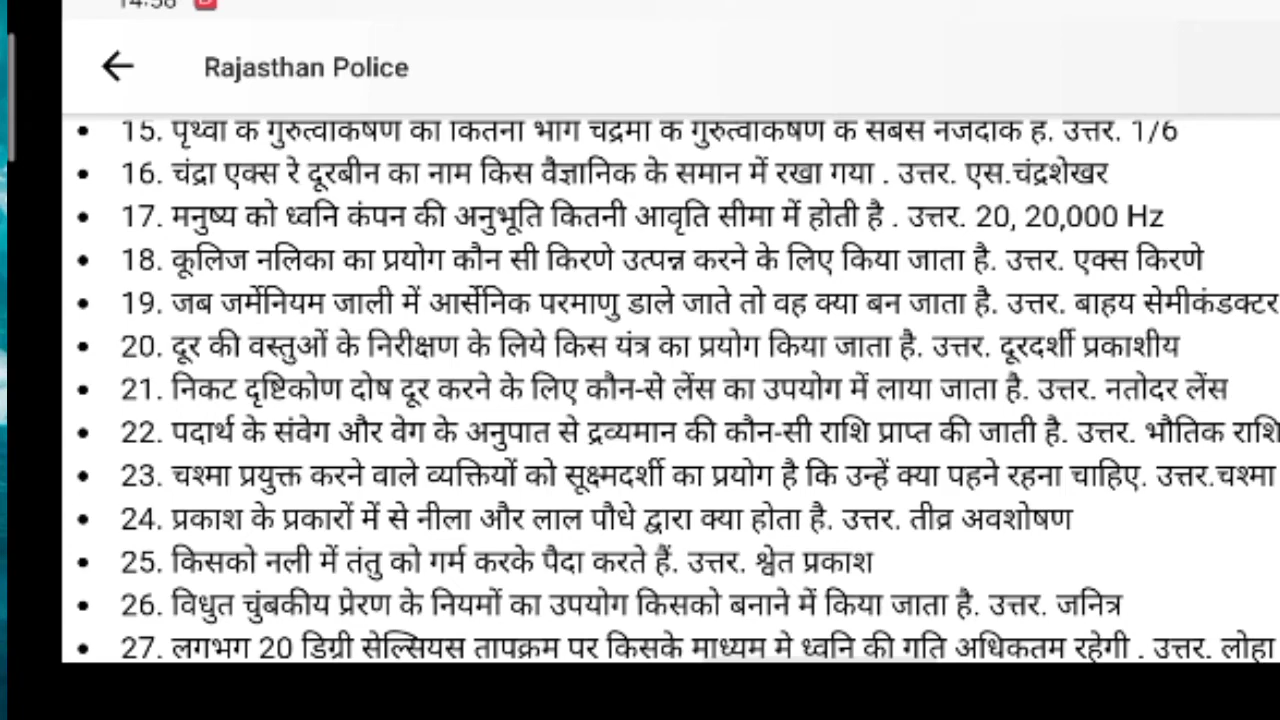 14:58
Rajasthan Police
15. पृथ्वी के गुरुत्वाकर्षण का कितना भाग चंद्रमा के गुरुत्वाकर्षण के सबसे नजदीक है. उत्तर. 1/6
16. चंद्रा एक्स रे दूरबीन का नाम किस वैज्ञानिक के समान में रखा गया . उत्तर. एस.चंद्रशेखर
17. मनुष्य को ध्वनि कंपन की अनुभूति कितनी आवृति सीमा में होती है . उत्तर. 20, 20,000 Hz
18. कूलिज नलिका का प्रयोग कौन सी किरणे उत्पन्न करने के लिए किया जाता है. उत्तर. एक्स किरणे
19. जब जर्मेनियम जाली में आर्सेनिक परमाणु डाले जाते तो वह क्या बन जाता है. उत्तर. बाहय सेमीकंडक्टर
20. दूर की वस्तुओं के निरीक्षण के लिये किस यंत्र का प्रयोग किया जाता है. उत्तर. दूरदर्शी प्रकाशीय
21. निकट दृष्टिकोण दोष दूर करने के लिए कौन-से लेंस का उपयोग में लाया जाता है. उत्तर. नतोदर लेंस
22. पदार्थ के संवेग और वेग के अनुपात से द्रव्यमान की कौन-सी राशि प्राप्त की जाती है. उत्तर. भौतिक राशि
23. चश्मा प्रयुक्त करने वाले व्यक्तियों को सूक्ष्मदर्शी का प्रयोग है कि उन्हें क्या पहने रहना चाहिए. उत्तर.चश्मा
24. प्रकाश के प्रकारों में से नीला और लाल पौधे द्वारा क्या होता है. उत्तर. तीव्र अवशोषण
25. किसको नली में तंतु को गर्म करके पैदा करते हैं. उत्तर. श्वेत प्रकाश
26. विधुत चुंबकीय प्रेरण के नियमों का उपयोग किसको बनाने में किया जाता है. उत्तर. जनित्र
27. लगभग 20 डिग्री सेल्सियस तापक्रम पर किसके माध्यम मे ध्वनि की गति अधिकतम रहेगी . उत्तर. लोहा